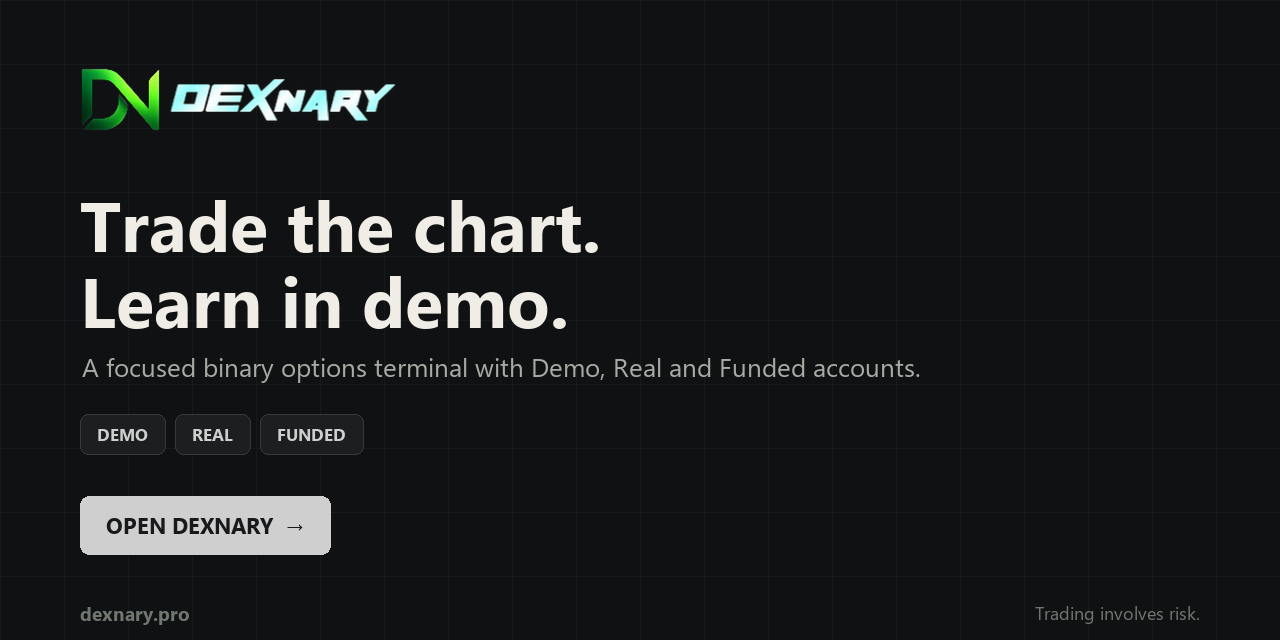 DN DEXNARY
Trade the chart.
Learn in demo.
A focused binary options terminal with Demo, Real and Funded accounts.
DEMO REAL FUNDED
OPEN DEXNARY →
dexnary.pro Trading involves risk.